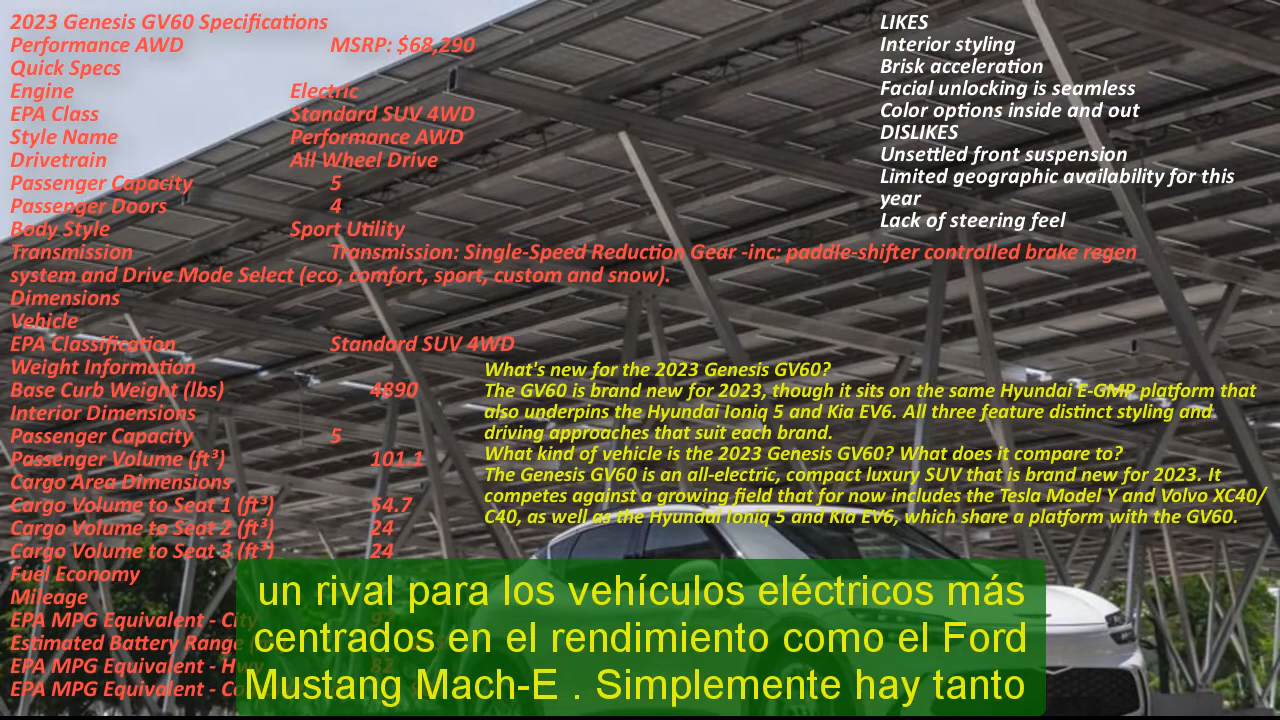 2023 Genesis GV60 Specifications
Performance AWD MSRP: $68,290
Quick Specs
Engine Electric
EPA Class Standard SUV 4WD
Style Name Performance AWD
Drivetrain All Wheel Drive
Passenger Capacity 5
Passenger Doors 4
Body Style Sport Utility
Transmission Transmission: Single-Speed Reduction Gear -inc: paddle-shifter controlled brake regen
system and Drive Mode Select (eco, comfort, sport, custom and snow).
Dimensions
Vehicle
EPA Classification Standard SUV 4WD
Weight Information
Base Curb Weight (lbs) 4890
Interior Dimensions
Passenger Capacity 5
Passenger Volume (ft³) 101.1
Cargo Area Dimensions
Cargo Volume to Seat 1 (ft³) 54.7
Cargo Volume to Seat 2 (ft³) 24
Cargo Volume to Seat 3 (ft³) 24
Fuel Economy
Mileage
EPA MPG Equivalent - City
Estimated Battery Range
EPA MPG Equivalent - Hwy 82
EPA MPG Equivalent - Co
LIKES
Interior styling
Brisk acceleration
Facial unlocking is seamless
Color options inside and out
DISLIKES
Unsettled front suspension
Limited geographic availability for this
year
Lack of steering feel
What's new for the 2023 Genesis GV60?
The GV60 is brand new for 2023, though it sits on the same Hyundai E-GMP platform that
also underpins the Hyundai Ioniq 5 and Kia EV6. All three feature distinct styling and
driving approaches that suit each brand.
What kind of vehicle is the 2023 Genesis GV60? What does it compare to?
The Genesis GV60 is an all-electric, compact luxury SUV that is brand new for 2023. It
competes against a growing field that for now includes the Tesla Model Y and Volvo XC40/
C40, as well as the Hyundai Ioniq 5 and Kia EV6, which share a platform with the GV60.
un rival para los vehículos eléctricos más
centrados en el rendimiento como el Ford
Mustang Mach-E . Simplemente hay tanto